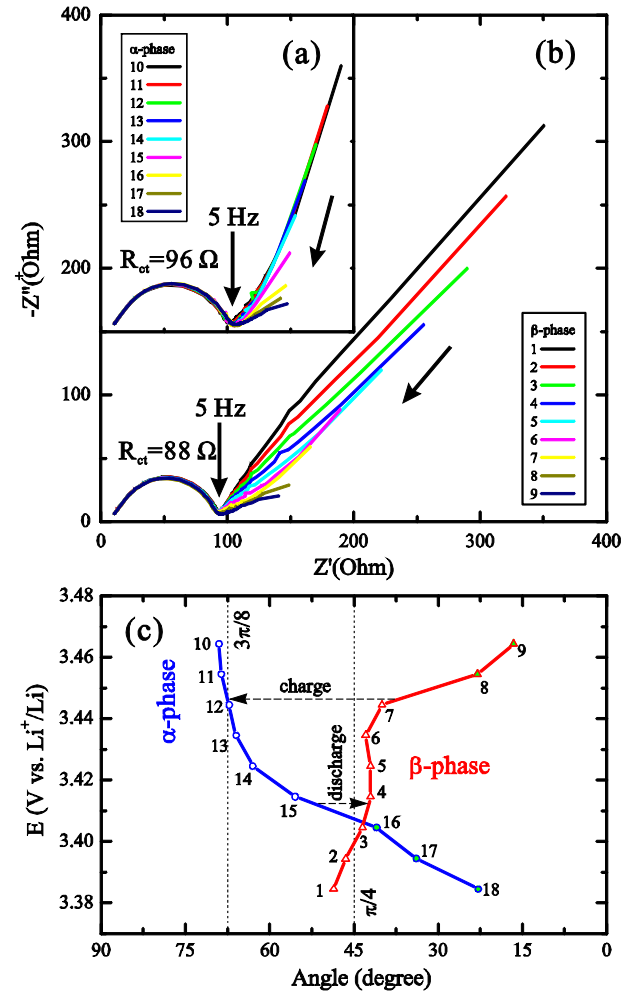 400
300
200
100
0
-Z''(Ohm)
(a)
(b)
α-phase
10
11
12
13
14
15
16
17
18
5 Hz
Rct=96 Ω
β-phase
1
2
3
4
5
6
7
8
9
5 Hz
Rct=88 Ω
0 100 200 300 400
Z'(Ohm)
3.48
3.46
3.44
3.42
3.40
3.38
E (V vs. Li+/Li)
(c)
α-phase
3π/8
10
11
12
13
14
15
16
17
18
charge
discharge
β-phase
9
8
7
6
5
4
3
2
1
π/4
90 75 60 45 30 15 0
Angle (degree)